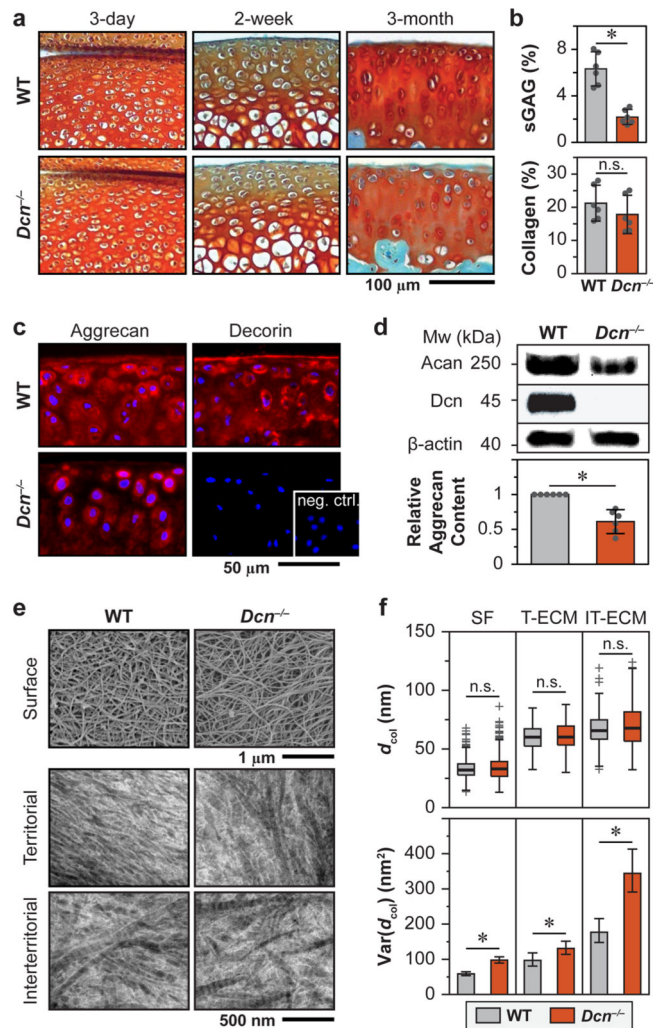 a
3-day 2-week 3-month
WT
Dcn–/–
100 μm
b
sGAG (%)
8
4
0
*
Collagen (%)
30
20
10
0
n.s.
WT Dcn–/–
c
Aggrecan Decorin
WT
Dcn–/–
neg. ctrl.
50 μm
d
Mw (kDa) WT Dcn–/–
Acan 250
Dcn 45
β-actin 40
Relative
Aggrecan
Content
1
0.5
0
*
e
WT Dcn–/–
Surface
1 μm
Territorial
Interterritorial
500 nm
f
SF T-ECM IT-ECM
dcol (nm)
150
100
50
0
n.s. n.s. n.s.
Var(dcol) (nm2)
400
300
200
100
0
* * *
WT Dcn–/–